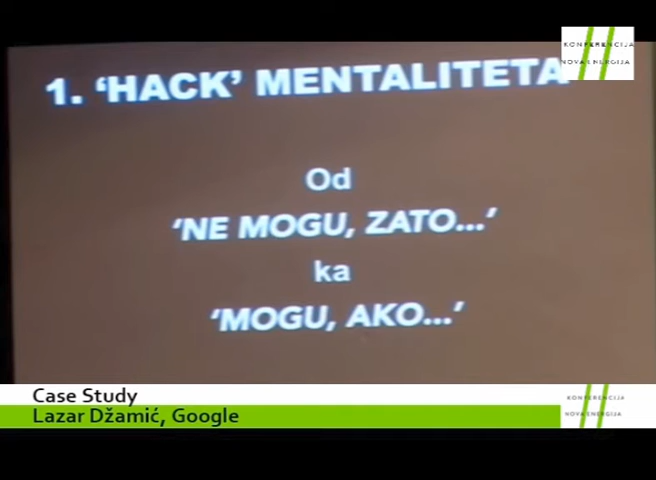 KONFERENCIJA
NOVA ENERGIJA
1. ‘HACK’ MENTALITETA
Od
‘NE MOGU, ZATO...’
ka
‘MOGU, AKO...’
Case Study
Lazar Džamić, Google
KONFERENCIJA
NOVA ENERGIJA